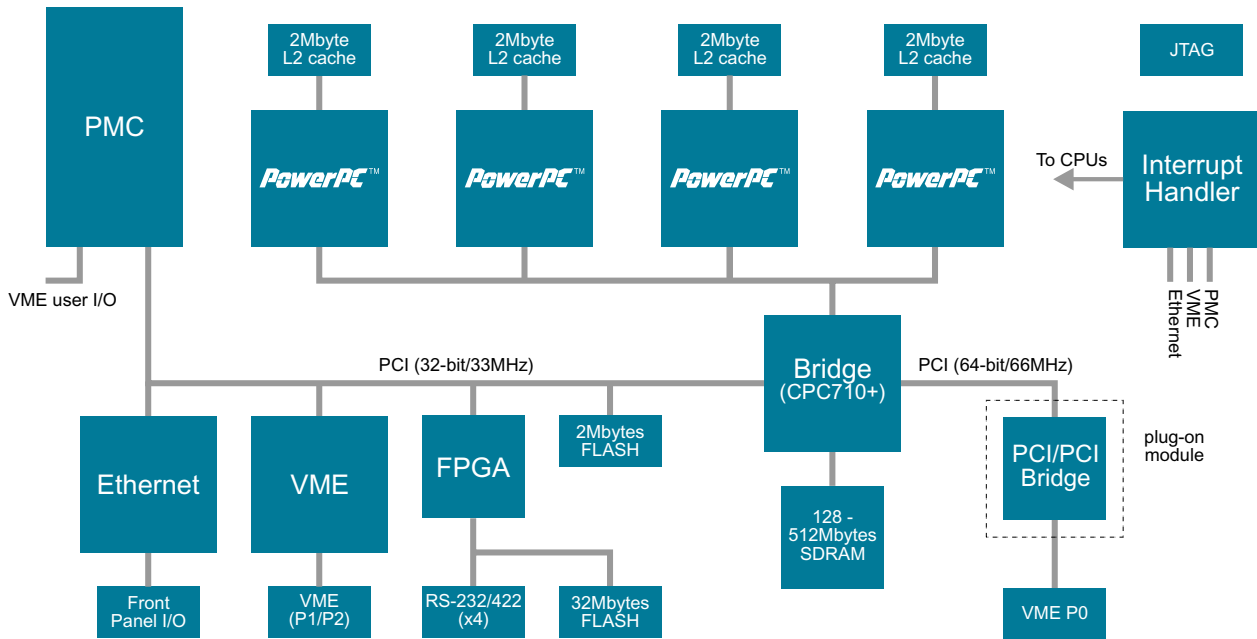 2Mbyte
L2 cache
2Mbyte
L2 cache
2Mbyte
L2 cache
2Mbyte
L2 cache
JTAG
PMC
PowerPC™
PowerPC™
PowerPC™
PowerPC™
To CPUs
Interrupt
Handler
VME user I/O
Ethernet
VME
PMC
PCI (32-bit/33MHz)
Bridge
(CPC710+)
PCI (64-bit/66MHz)
Ethernet
VME
FPGA
2Mbytes
FLASH
PCI/PCI
Bridge
plug-on
module
128 -
512Mbytes
SDRAM
Front
Panel I/O
VME
(P1/P2)
RS-232/422
(x4)
32Mbytes
FLASH
VME P0